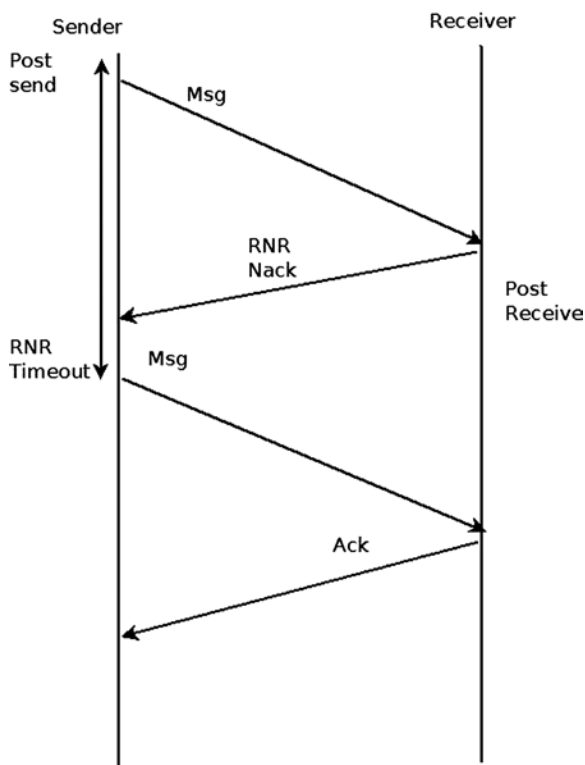 Sender
Receiver
Post
send
Msg
RNR
Nack
Post
Receive
RNR
Timeout
Msg
Ack